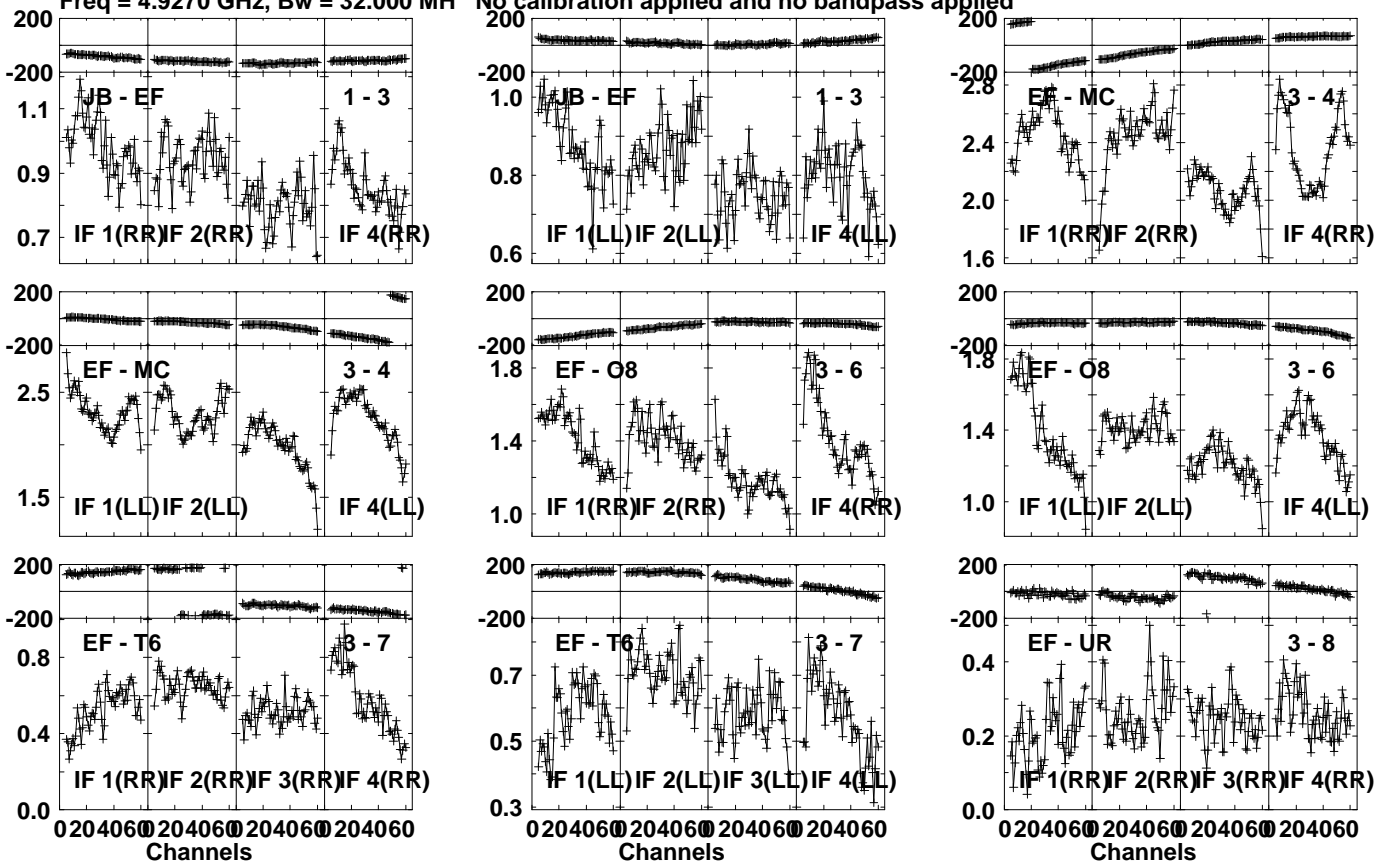 Freq = 4.9270 GHz, Bw = 32.000 MH No calibration applied and no bandpass applied
200
-200
JB - EF 1 - 3
1.1
0.9
0.7
IF 1(RR) IF 2(RR) IF 4(RR)
JB - EF 1 - 3
1.0
0.8
0.6
IF 1(LL) IF 2(LL) IF 4(LL)
200
-200
EF - MC 3 - 4
2.8
2.4
2.0
1.6
IF 1(RR) IF 2(RR) IF 4(RR)
200
-200
EF - MC 3 - 4
2.5
1.5
IF 1(LL) IF 2(LL) IF 4(LL)
200
-200
EF - O8 3 - 6
1.8
1.4
1.0
IF 1(RR) IF 2(RR) IF 4(RR)
200
-200
EF - O8 3 - 6
1.8
1.4
1.0
IF 1(LL) IF 2(LL) IF 4(LL)
200
-200
EF - T6 3 - 7
0.8
0.4
0.0
IF 1(RR) IF 2(RR) IF 3(RR) IF 4(RR)
0 20 40 60 0 20 40 60 0 20 40 60 0 20 40 60
Channels
200
-200
EF - T6 3 - 7
0.7
0.5
0.3
IF 1(LL) IF 2(LL) IF 3(LL) IF 4(LL)
0 20 40 60 0 20 40 60 0 20 40 60 0 20 40 60
Channels
200
-200
EF - UR 3 - 8
0.4
0.2
0.0
IF 1(RR) IF 2(RR) IF 3(RR) IF 4(RR)
0 20 40 60 0 20 40 60 0 20 40 60 0 20 40 60
Channels